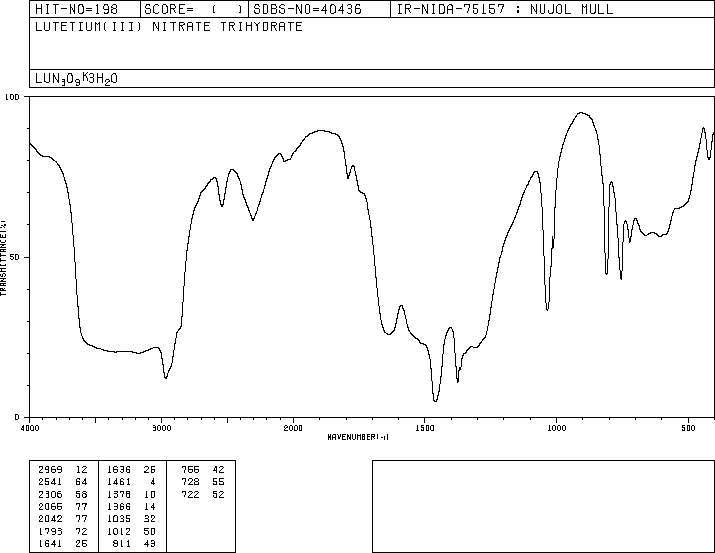 HIT-NO=198 SCORE= ( ) SDBS-NO=40436 IR-NIDA-75157 : NUJOL MULL
LUTETIUM(III) NITRATE TRIHYDRATE
LUN3O9K3H2O
100
50
0
TRANSMITTANCE(%)
4000 3000 2000 1500 1000 500
WAVENUMBER(-1)
2969 12 1636 26 755 42
2541 64 1461 4 728 55
2306 58 1378 10 722 52
2066 77 1366 14
2042 77 1035 32
1793 72 1012 50
1641 26 811 43